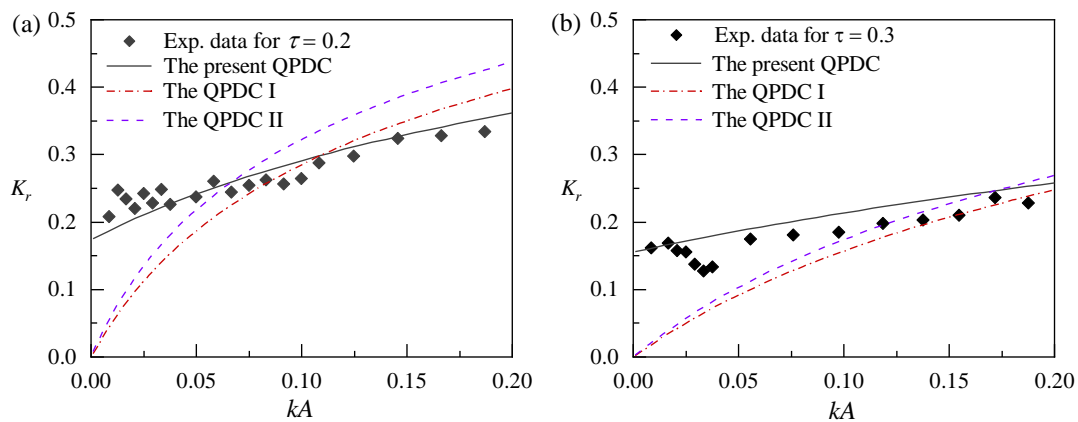 (a)
0.5
0.4
0.3
0.2
0.1
0.0
K_r
Exp. data for τ = 0.2
The present QPDC
The QPDC I
The QPDC II
0.00 0.05 0.10 0.15 0.20
kA
(b)
0.5
0.4
0.3
0.2
0.1
0.0
K_r
Exp. data for τ = 0.3
The present QPDC
The QPDC I
The QPDC II
0.00 0.05 0.10 0.15 0.20
kA